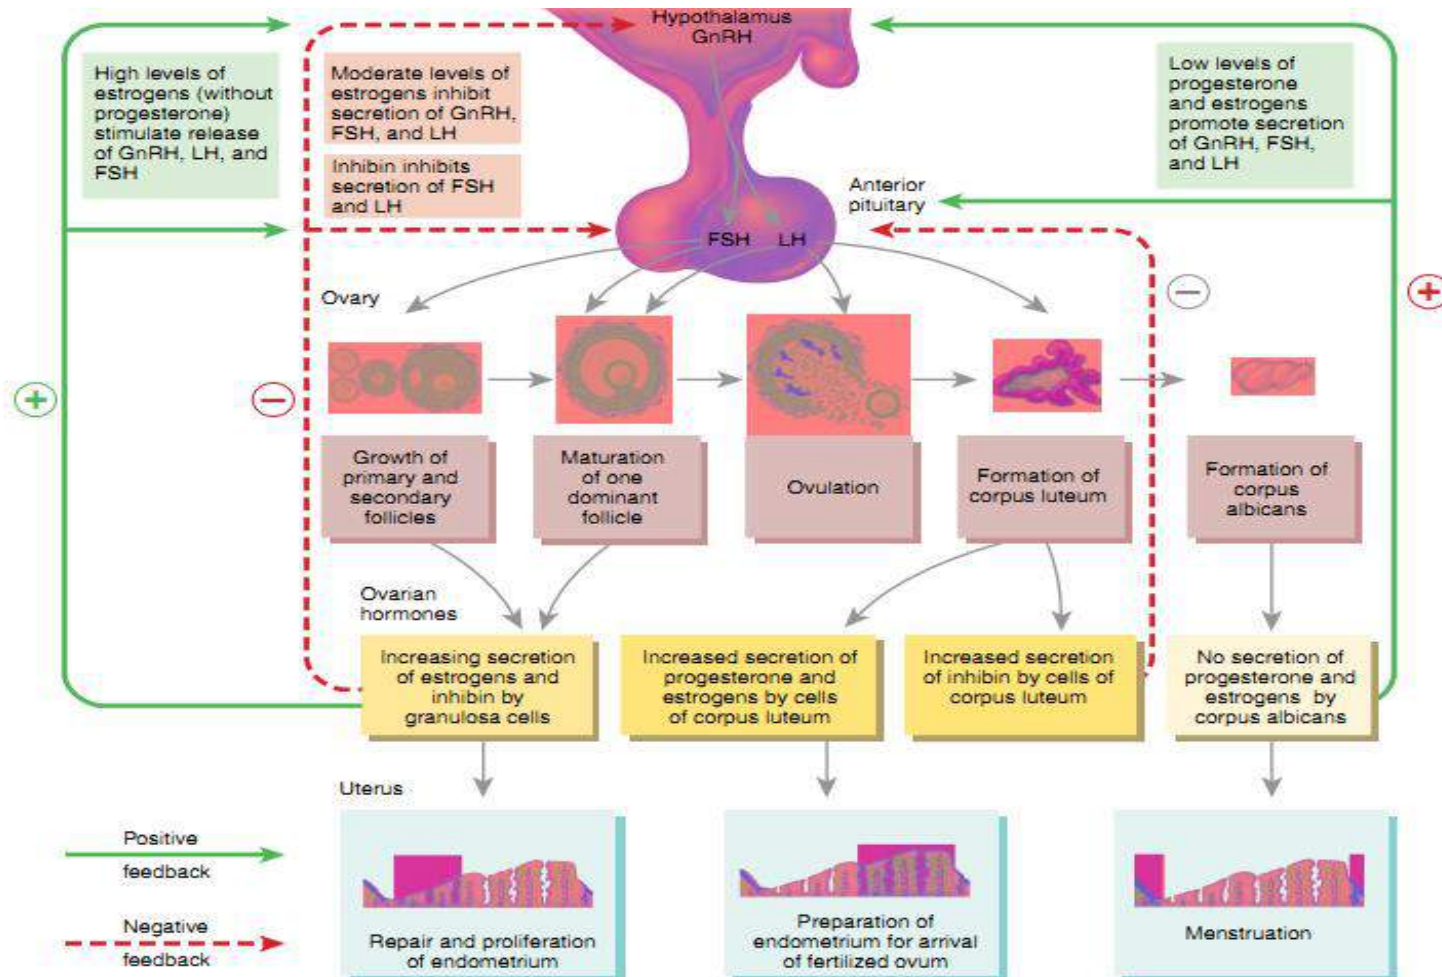 Hypothalamus
GnRH
High levels of
estrogens (without
progesterone)
stimulate release
of GnRH, LH, and
FSH
Moderate levels of
estrogens inhibit
secretion of GnRH,
FSH, and LH
Inhibin inhibits
secretion of FSH
and LH
Low levels of
progesterone
and estrogens
promote secretion
of GnRH, FSH,
and LH
Anterior
pituitary
FSH
LH
Ovary
+
−
−
+
Growth of
primary and
secondary
follicles
Maturation
of one
dominant
follicle
Ovulation
Formation of
corpus luteum
Formation of
corpus
albicans
Ovarian
hormones
Increasing secretion
of estrogens and
inhibin by
granulosa cells
Increased secretion of
progesterone and
estrogens by cells
of corpus luteum
Increased secretion
of inhibin by cells of
corpus luteum
No secretion of
progesterone and
estrogens by
corpus albicans
Uterus
Positive
feedback
Negative
feedback
Repair and proliferation
of endometrium
Preparation of
endometrium for arrival
of fertilized ovum
Menstruation